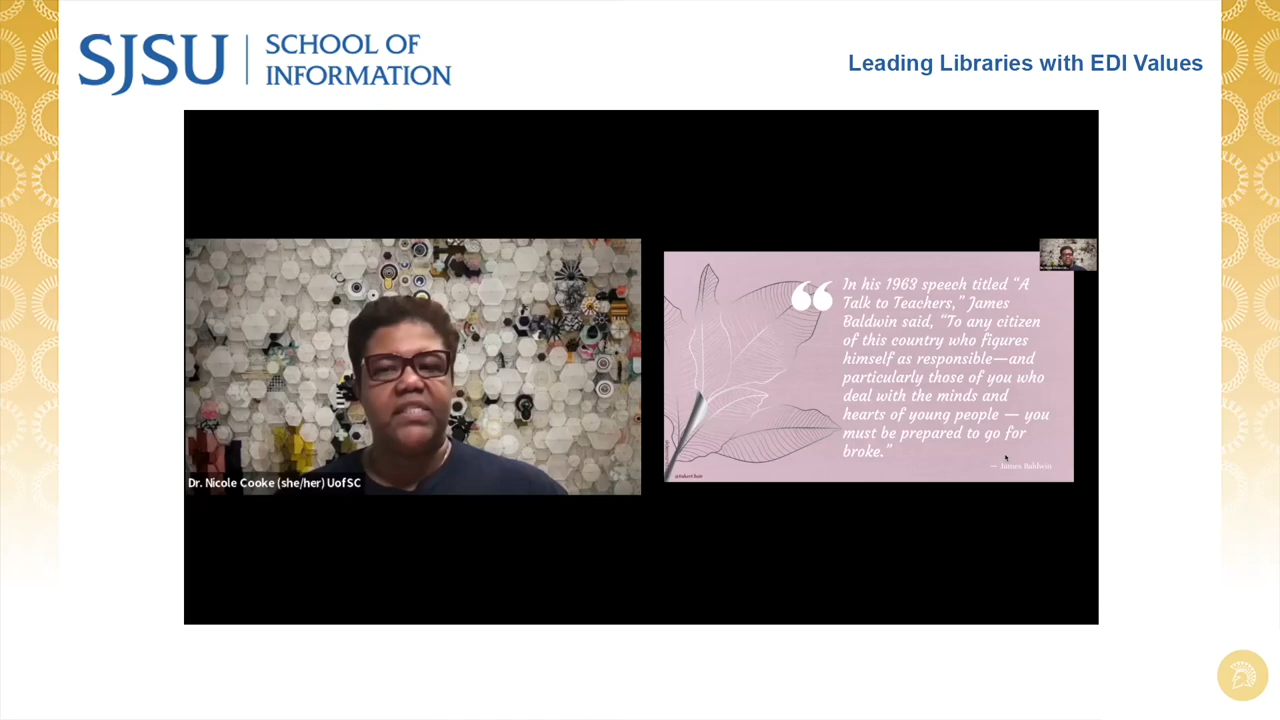 SJSU
SCHOOL OF
INFORMATION
Leading Libraries with EDI Values
Dr. Nicole Cooke (she/her) UofSC
In his 1963 speech titled “A
Talk to Teachers,” James
Baldwin said, “To any citizen
of this country who figures
himself as responsible—and
particularly those of you who
deal with the minds and
hearts of young people — you
must be prepared to go for
broke.”
— James Baldwin